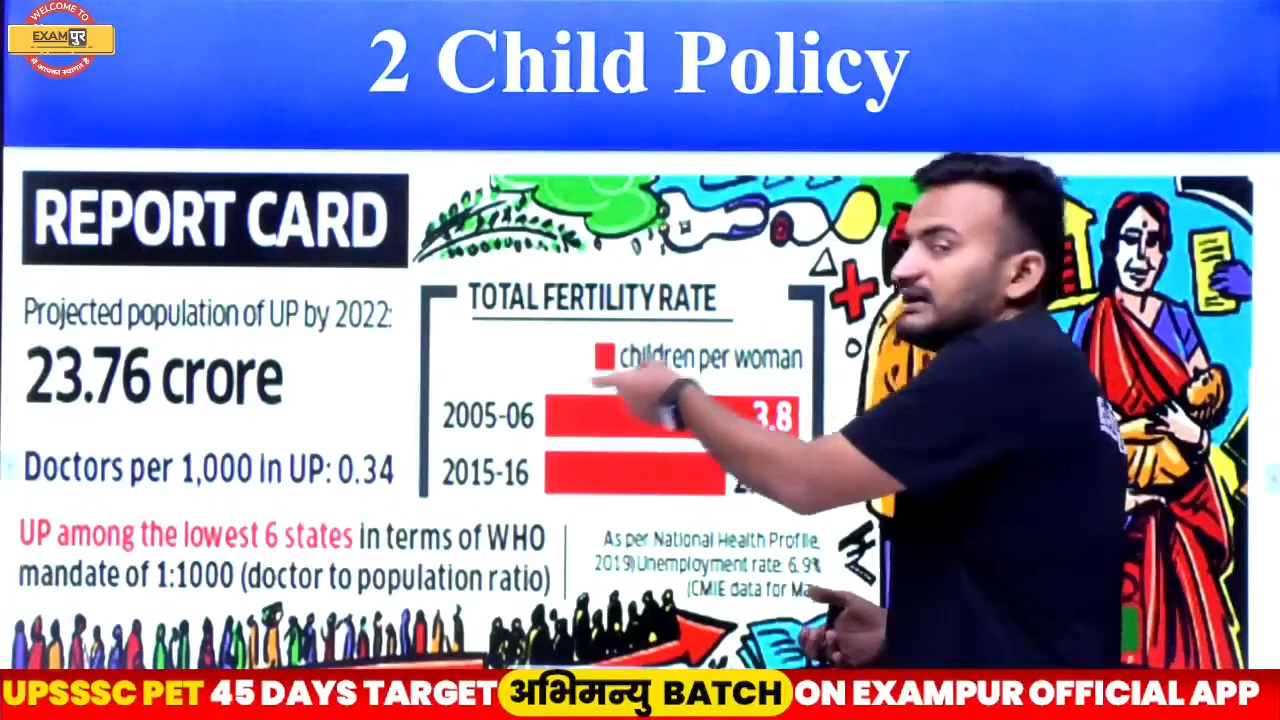 WELCOME TO
EXAMपुर
में आपका स्वागत है
2 Child Policy
REPORT CARD
Projected population of UP by 2022:
23.76 crore
Doctors per 1,000 in UP: 0.34
UP among the lowest 6 states in terms of WHO
mandate of 1:1000 (doctor to population ratio)
TOTAL FERTILITY RATE
children per woman
2005-06 3.8
2015-16
As per National Health Profile,
2019) Unemployment rate: 6.9%
(CMIE data for
UPSSSC PET 45 DAYS TARGET अभिमन्यु BATCH ON EXAMPUR OFFICIAL APP